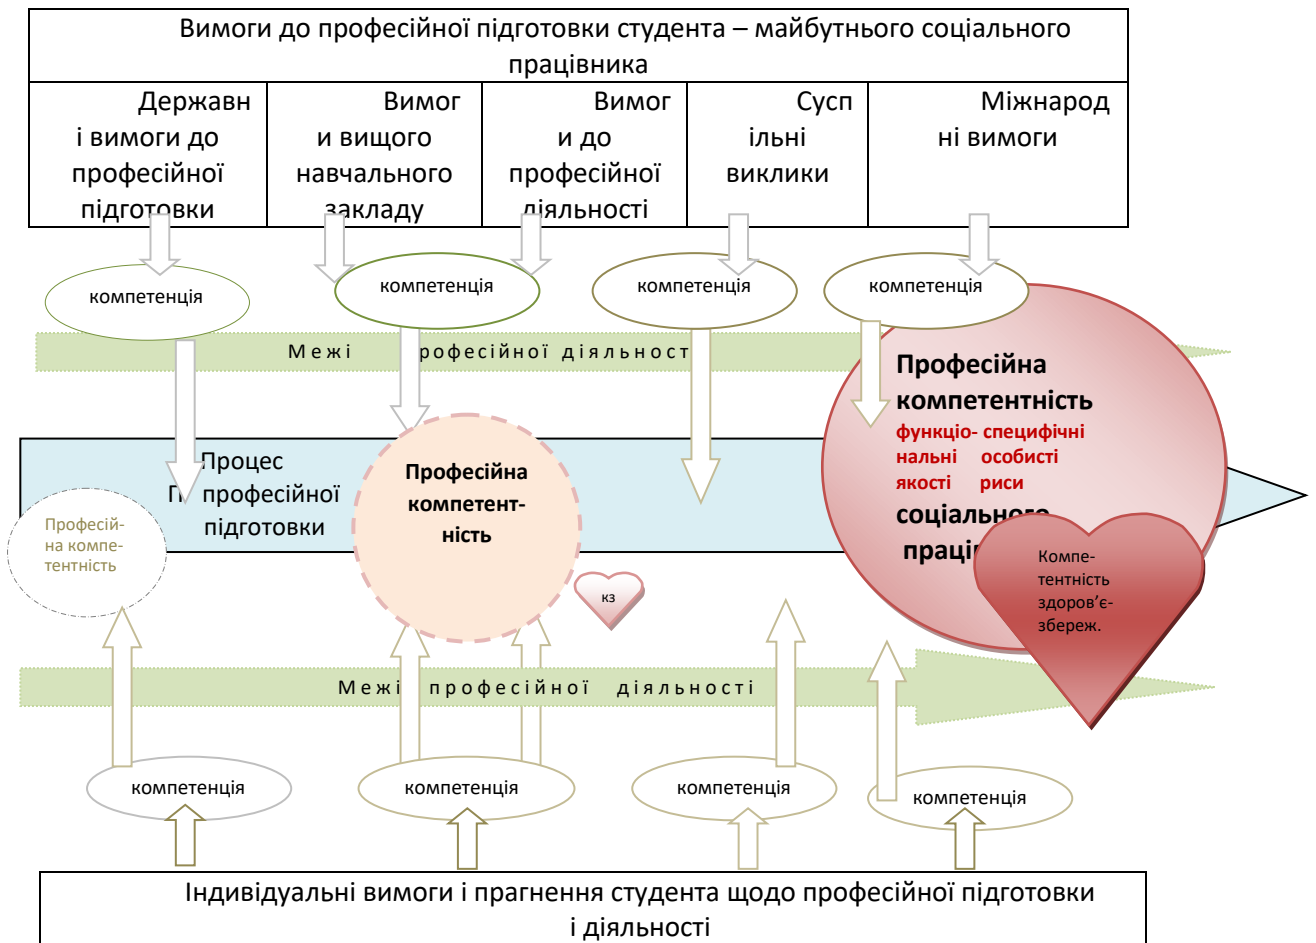 Вимоги до професійної підготовки студента – майбутнього соціального
працівника
Державн
і вимоги до
професійної
підготовки
Вимог
и вищого
навчального
закладу
Вимог
и до
професійної
діяльності
Сусп
ільні
виклики
Міжнарод
ні вимоги
компетенція
компетенція
компетенція
компетенція
Межі рофесійної діяльност
Професійна
компетентність
функціо- специфічні
нальні особисті
якості риси
соціального
праців
Процес
П професійної
підготовки
Професійна
компетент-
ність
Професій-
на компе-
тентність
кз
Компе-
тентність
здоров’є-
збереж.
Межі професійної діяльності
компетенція
компетенція
компетенція
компетенція
Індивідуальні вимоги і прагнення студента щодо професійної підготовки
і діяльності